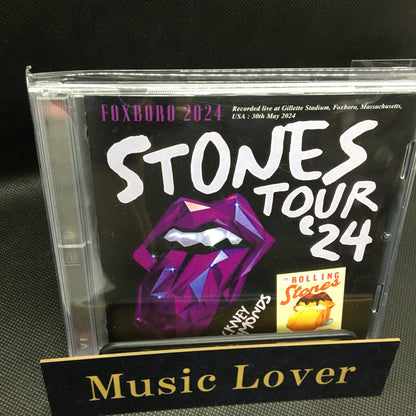 FOXBORO 2024
Recorded live at Gillette Stadium, Foxboro, Massachusetts,
USA : 30th May 2024
STONES
TOUR
'24
THE ROLLING
Stones
Music Lover